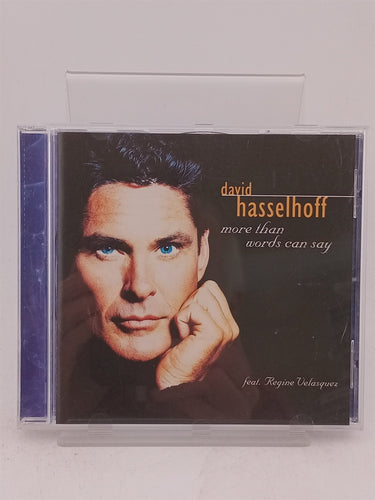 david
hasselhoff
more than
words can say
feat. Regine Velasquez